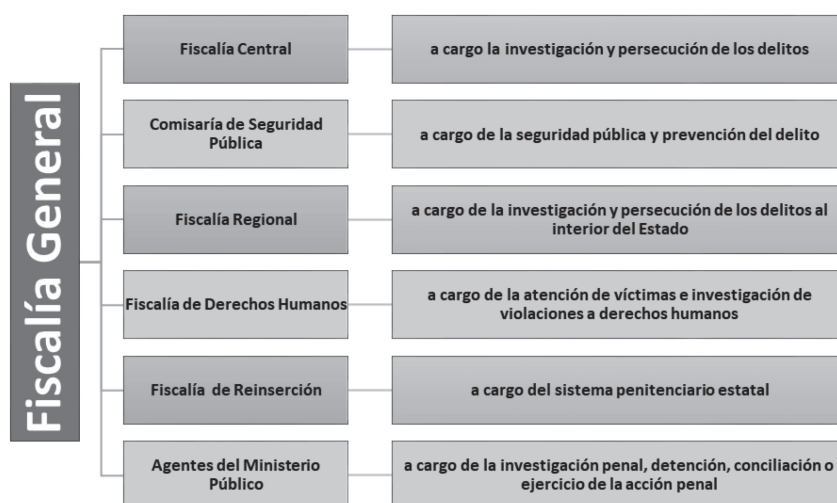 Fiscalía General
Fiscalía Central
a cargo la investigación y persecución de los delitos
Comisaría de Seguridad
Pública
a cargo de la seguridad pública y prevención del delito
Fiscalía Regional
a cargo de la investigación y persecución de los delitos al
interior del Estado
Fiscalía de Derechos Humanos
a cargo de la atención de víctimas e investigación de
violaciones a derechos humanos
Fiscalía de Reinserción
a cargo del sistema penitenciario estatal
Agentes del Ministerio
Público
a cargo de la investigación penal, detención, conciliación o
ejercicio de la acción penal